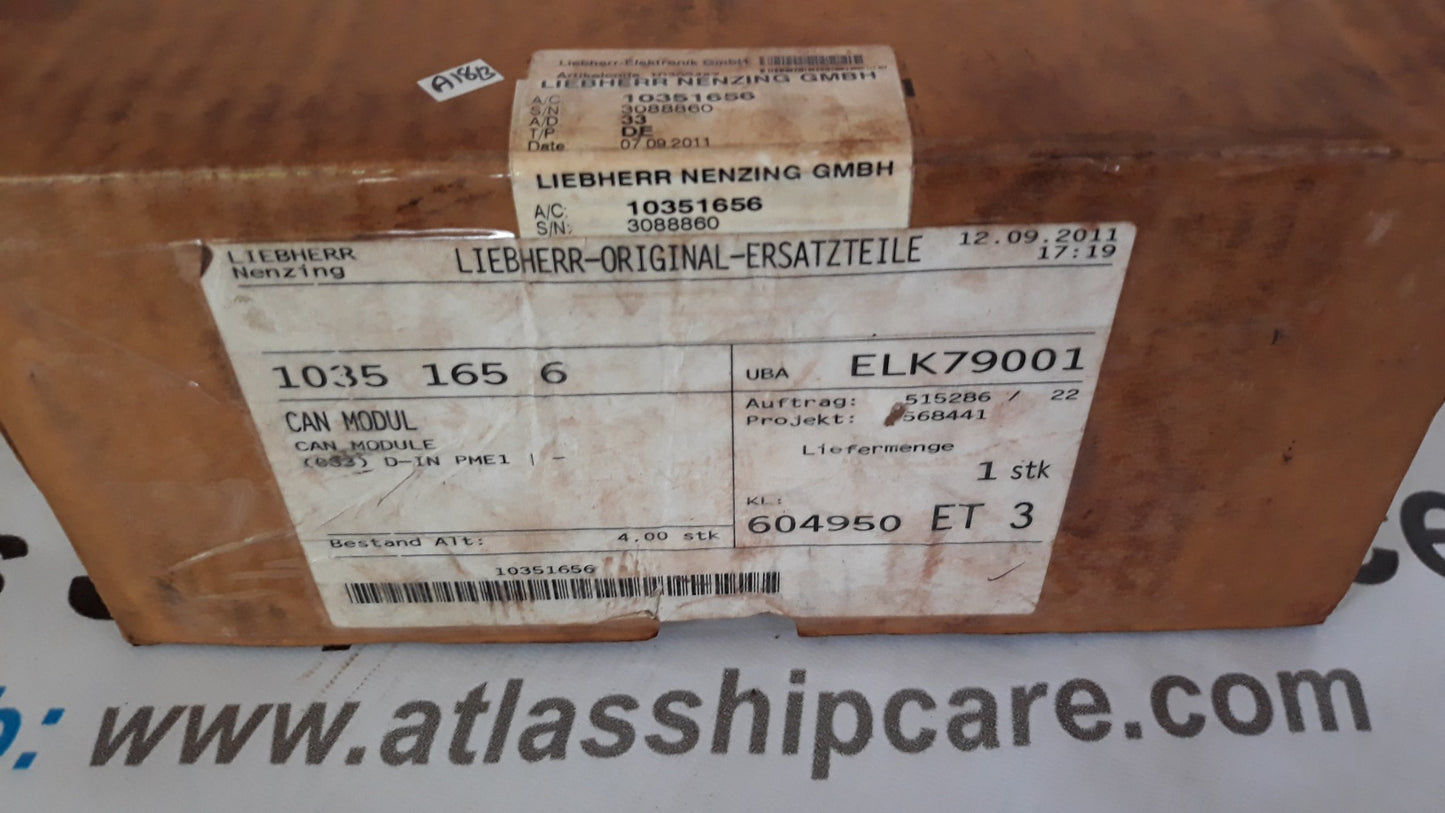 A18/3
Liebherr-Elektronik GmbH
LIEBHERR NENZING GMBH
A/C 10351656
S/N: 3088860
A/D 33
T/P DE
Date 07.09.2011
LIEBHERR NENZING GMBH
A/C: 10351656
S/N: 3088860
LIEBHERR
Nenzing
LIEBHERR-ORIGINAL-ERSATZTEILE
12.09.2011
17:19
1035 165 6
CAN MODUL
CAN MODULE
(033) D-IN PME1 | -
UBA ELK79001
Auftrag: 515286 / 22
Projekt: 568441
Liefermenge
1 stk
KL:
604950 ET 3
Bestand Alt: 4.00 stk
10351656
www.atlasshipcare.com